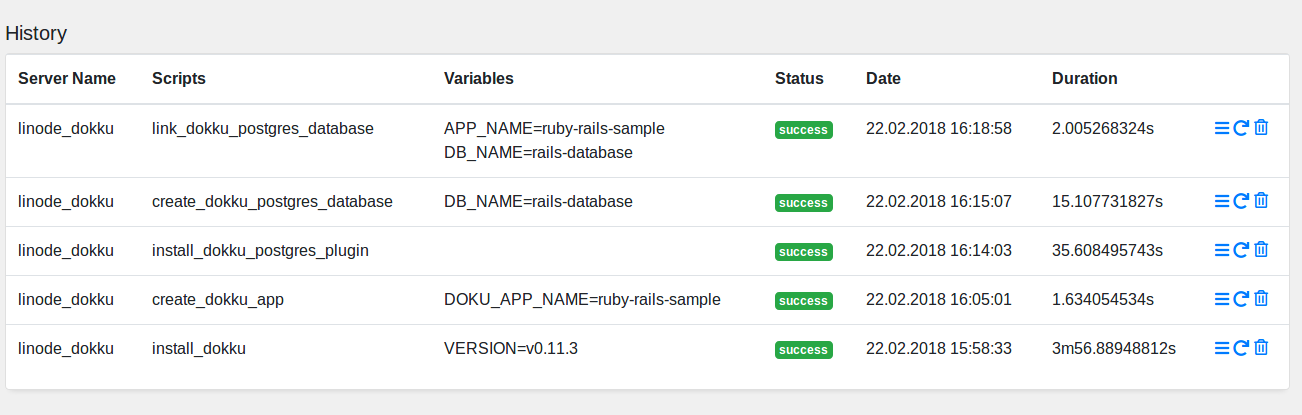 History
Server Name Scripts Variables Status Date Duration
linode_dokku link_dokku_postgres_database APP_NAME=ruby-rails-sample success 22.02.2018 16:18:58 2.005268324s
DB_NAME=rails-database
linode_dokku create_dokku_postgres_database DB_NAME=rails-database success 22.02.2018 16:15:07 15.107731827s
linode_dokku install_dokku_postgres_plugin success 22.02.2018 16:14:03 35.608495743s
linode_dokku create_dokku_app DOKU_APP_NAME=ruby-rails-sample success 22.02.2018 16:05:01 1.634054534s
linode_dokku install_dokku VERSION=v0.11.3 success 22.02.2018 15:58:33 3m56.88948812s